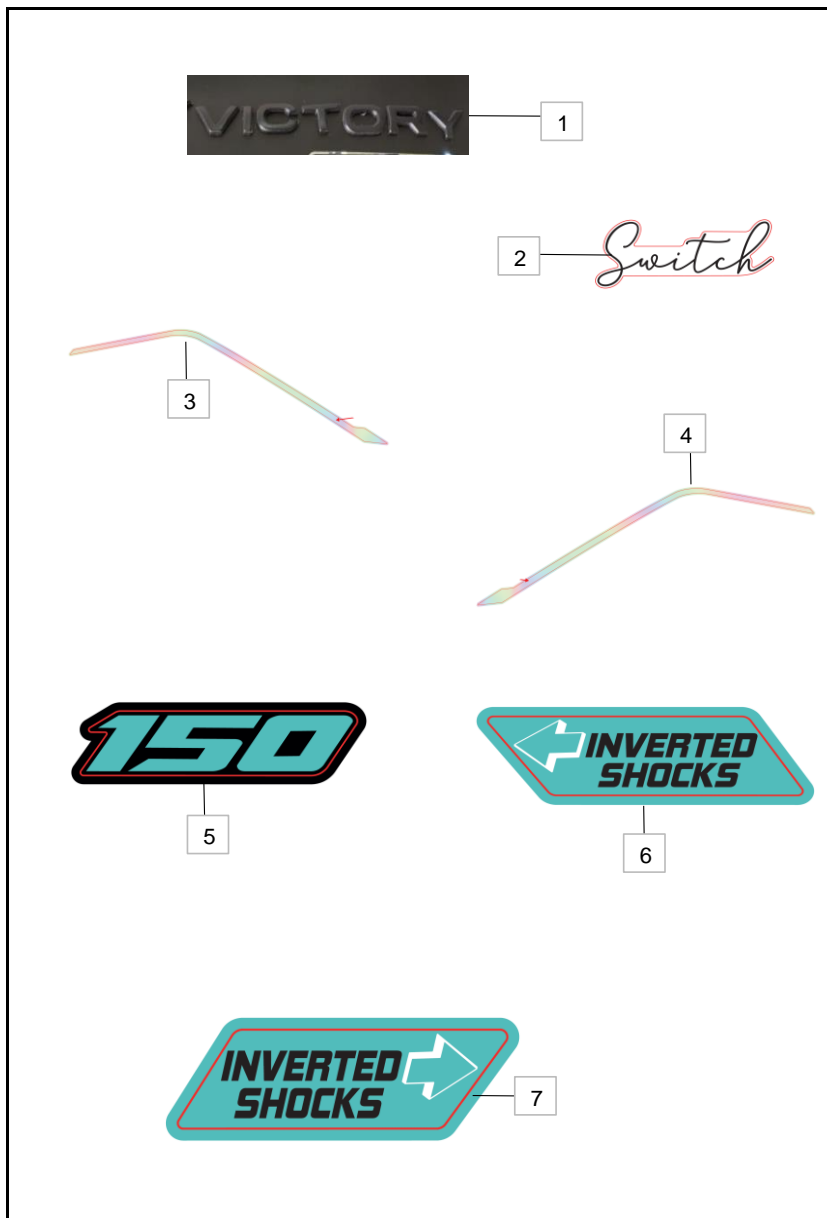 VICTORY
1
2
Switch
3
4
150
5
INVERTED
SHOCKS
6
INVERTED
SHOCKS
7